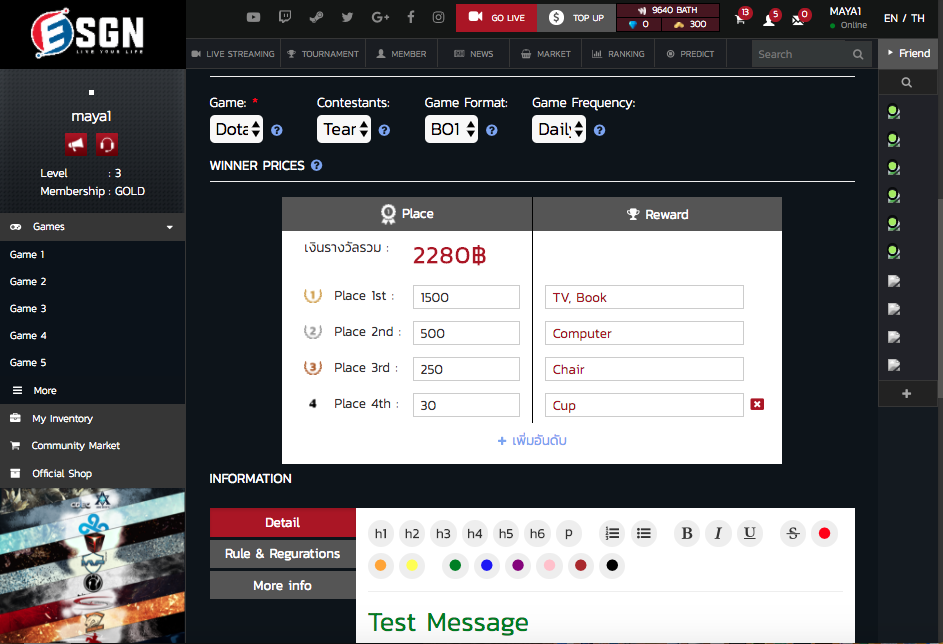 ESGN
LIVE YOUR LIFE
GO LIVE
$ TOP UP
9640 BATH
0 300
13
5
0
MAYA1
Online
EN / TH
LIVE STREAMING TOURNAMENT MEMBER NEWS MARKET RANKING PREDICT
Search
Friend
maya1
Level : 3
Membership : GOLD
Games
Game 1
Game 2
Game 3
Game 4
Game 5
More
My Inventory
Community Market
Official Shop
Game: * Contestants: Game Format: Game Frequency:
Dota ? Tear ? BO1 ? Daily ?
WINNER PRICES ?
Place Reward
เงินรางวัลรวม : 2280฿
1 Place 1st : 1500 TV, Book
2 Place 2nd : 500 Computer
3 Place 3rd : 250 Chair
4 Place 4th : 30 Cup
+ เพิ่มอันดับ
INFORMATION
Detail
Rule & Regurations
More info
h1 h2 h3 h4 h5 h6 p B I U S
Test Message